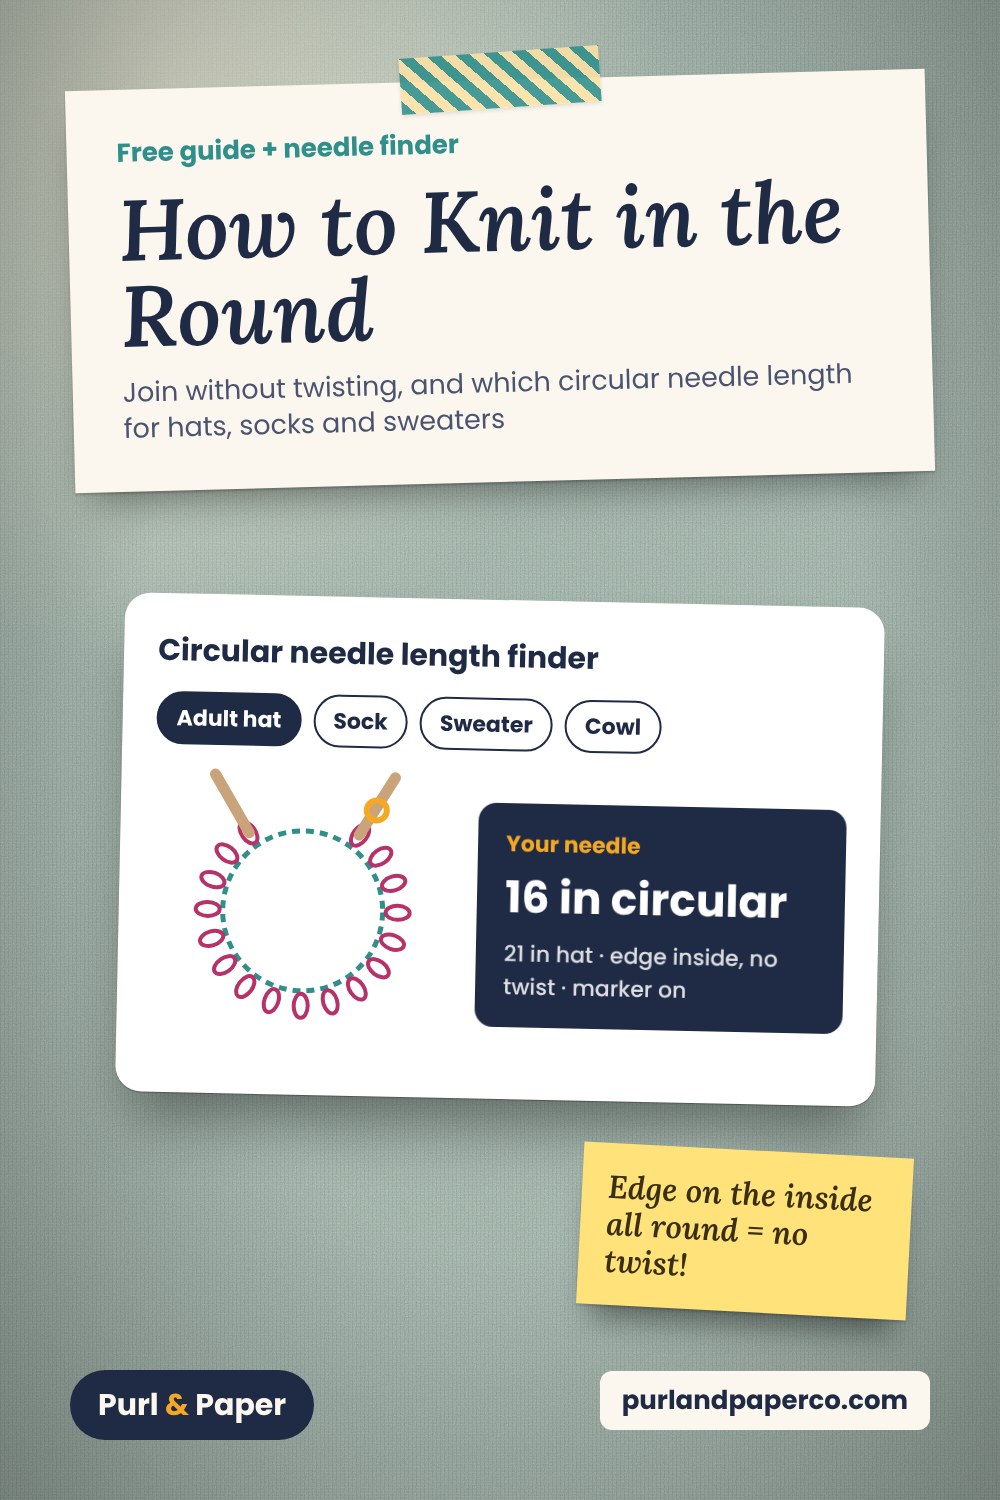 Free guide + needle finder
How to Knit in the
Round
Join without twisting, and which circular needle length
for hats, socks and sweaters
Circular needle length finder
Adult hat
Sock
Sweater
Cowl
Your needle
16 in circular
21 in hat · edge inside, no
twist · marker on
Edge on the inside
all round = no
twist!
Purl & Paper
purlandpaperco.com